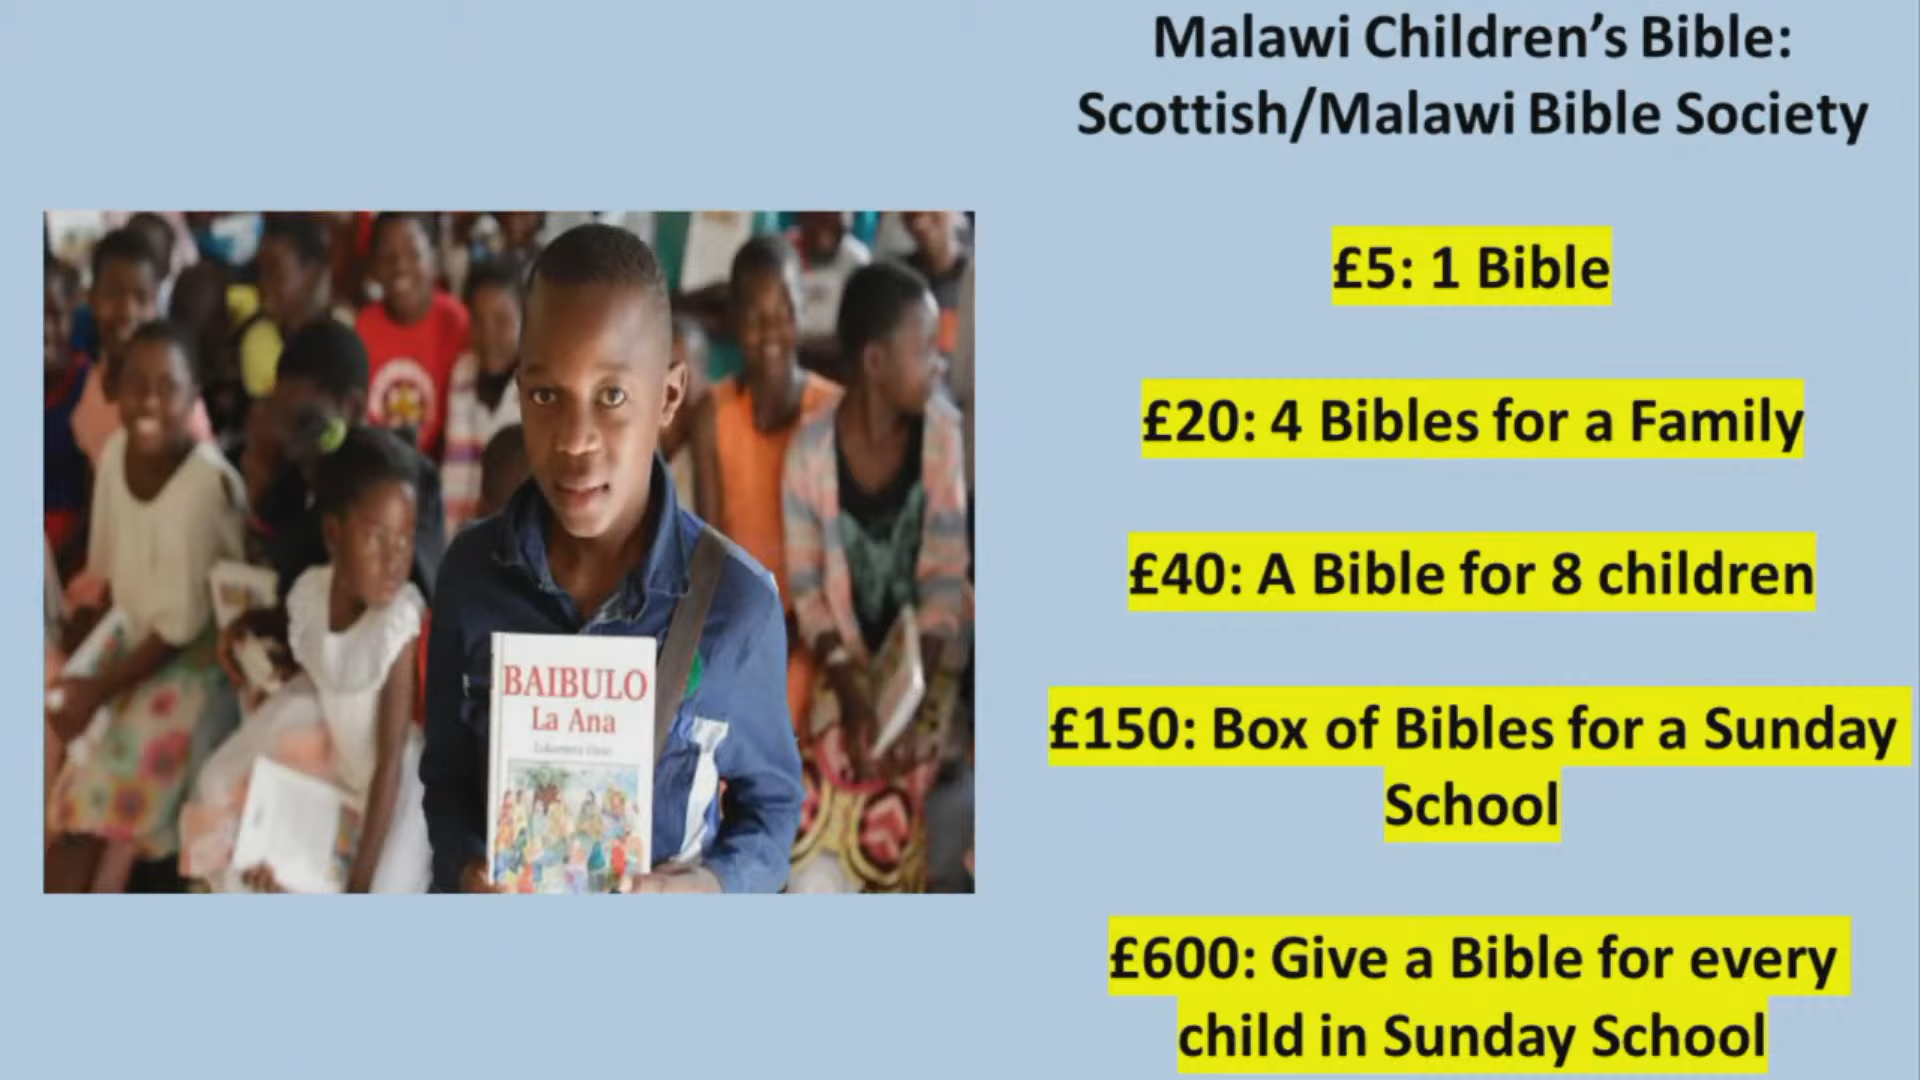 Malawi Children's Bible:
Scottish/Malawi Bible Society
£5: 1 Bible
£20: 4 Bibles for a Family
£40: A Bible for 8 children
£150: Box of Bibles for a Sunday
School
£600: Give a Bible for every
child in Sunday School
BAIBULO
La Ana